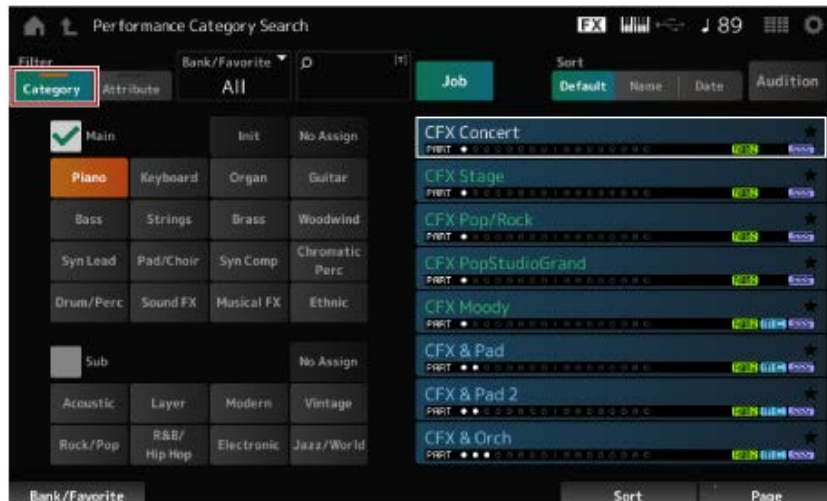 Performance Category Search FX 89
Filter Bank/Favorite Sort
Category Attribute All Job Default Name Date Audition
Main Init No Assign
Piano Keyboard Organ Guitar
Bass Strings Brass Woodwind
Syn Lead Pad/Choir Syn Comp Chromatic Perc
Drum/Perc Sound FX Musical FX Ethnic
Sub No Assign
Acoustic Layer Modern Vintage
Rock/Pop R&B/Hip Hop Electronic Jazz/World
CFX Concert
PART
CFX Stage
PART
CFX Pop/Rock
PART
CFX PopStudioGrand
PART
CFX Moody
PART
CFX & Pad
PART
CFX & Pad 2
PART
CFX & Orch
PART
Bank/Favorite Sort Page